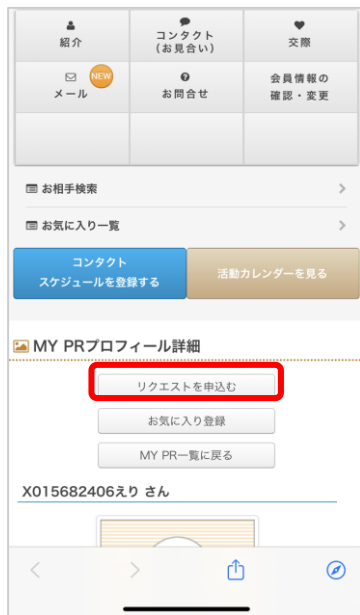 紹介
コンタクト
(お見合い)
交際
メール
NEW
お問合せ
会員情報の
確認・変更
お相手検索
お気に入り一覧
コンタクト
スケジュールを登録する
活動カレンダーを見る
MY PRプロフィール詳細
リクエストを申込む
お気に入り登録
MY PR一覧に戻る
X015682406えり さん